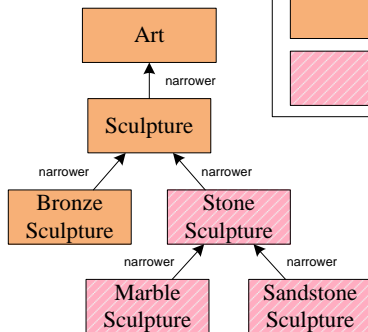 Art
narrower
Sculpture
narrower
narrower
Bronze
Sculpture
Stone
Sculpture
narrower
narrower
Marble
Sculpture
Sandstone
Sculpture